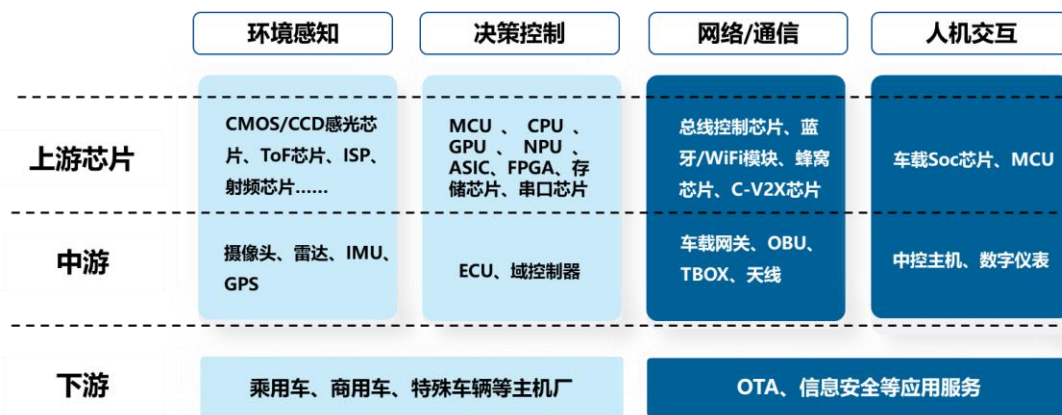 环境感知
决策控制
网络/通信
人机交互
上游芯片
CMOS/CCD感光芯
片、ToF芯片、ISP、
射频芯片……
MCU 、 CPU 、
GPU 、 NPU 、
ASIC、FPGA、存
储芯片、串口芯片
总线控制芯片、蓝
牙/WiFi模块、蜂窝
芯片、C-V2X芯片
车载Soc芯片、MCU
中游
摄像头、雷达、IMU、
GPS
ECU、域控制器
车载网关、OBU、
TBOX、天线
中控主机、数字仪表
下游
乘用车、商用车、特殊车辆等主机厂
OTA、信息安全等应用服务